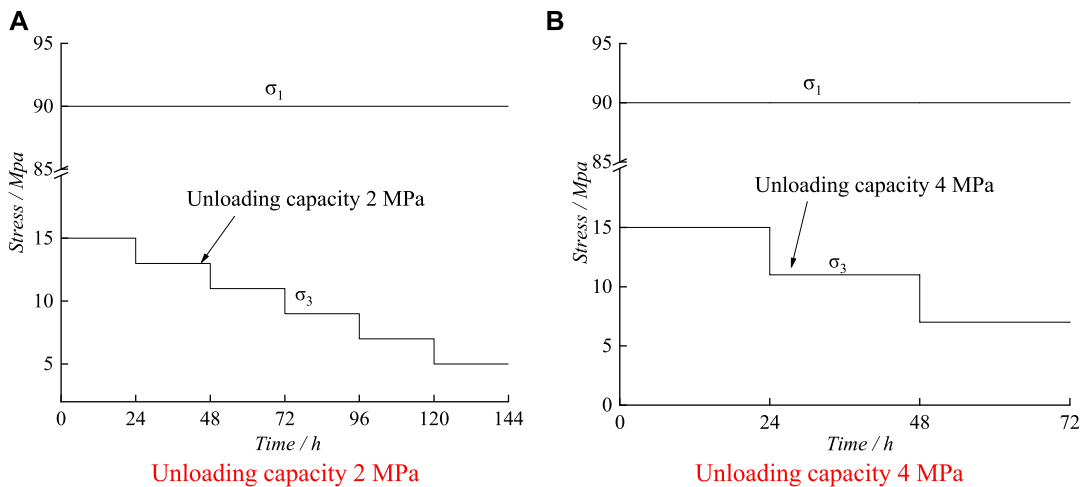 A
95
90
85
15
10
5
Stress / Mpa
σ1
Unloading capacity 2 MPa
σ3
0 24 48 72 96 120 144
Time / h
Unloading capacity 2 MPa
B
95
90
85
15
10
5
0
Stress / Mpa
σ1
Unloading capacity 4 MPa
σ3
0 24 48 72
Time / h
Unloading capacity 4 MPa